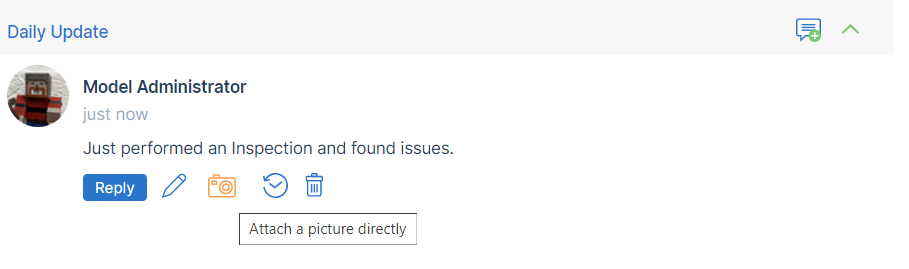 Daily Update
Model Administrator
just now
Just performed an Inspection and found issues.
Reply
Attach a picture directly